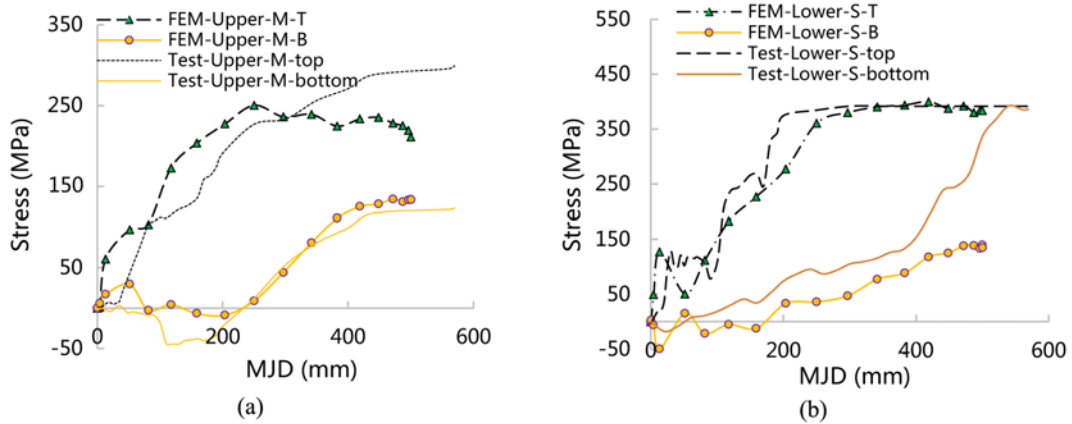 350
250
150
50
-50
Stress (MPa)
FEM-Upper-M-T
FEM-Upper-M-B
Test-Upper-M-top
Test-Upper-M-bottom
0
200
400
600
MJD (mm)
(a)
550
450
350
250
150
50
-50
Stress (MPa)
FEM-Lower-S-T
FEM-Lower-S-B
Test-Lower-S-top
Test-Lower-S-bottom
0
200
400
600
MJD (mm)
(b)